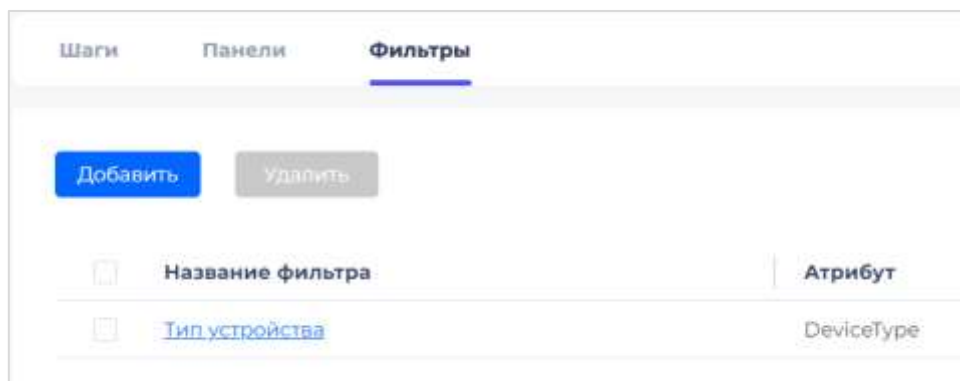 Шаги Панели Фильтры
Добавить Удалить
Название фильтра Атрибут
Тип устройства DeviceType